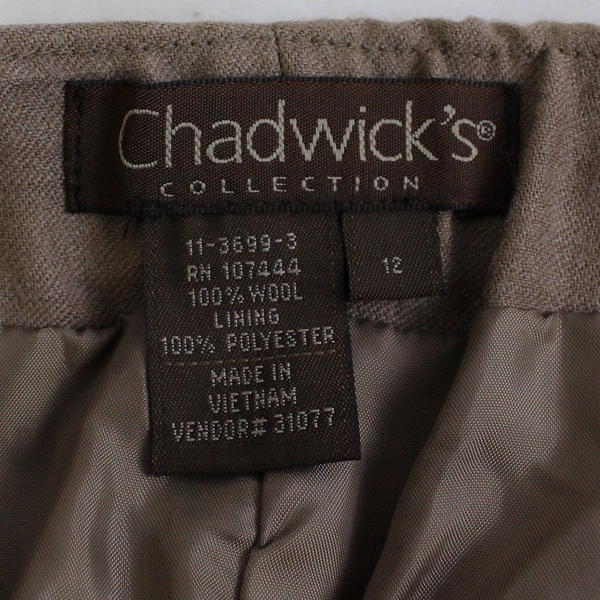 Chadwick's®
COLLECTION
11-3699-3
RN 107444
100% WOOL
LINING
100% POLYESTER
MADE IN
VIETNAM
VENDOR# 31077
12